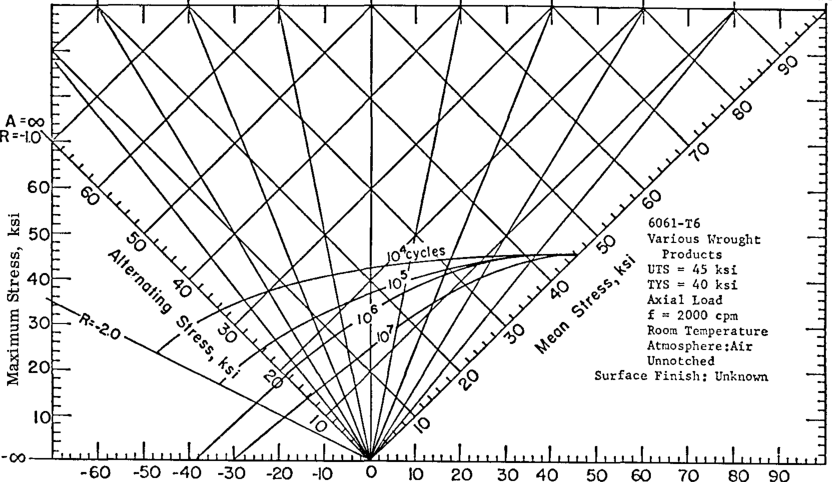 A=∞
R=-1.0
60
50
40
30
20
10
-∞
Maximum Stress, ksi
R=-2.0
60
50
40
30
20
10
Alternating Stress, ksi
10⁴ cycles
10⁵
10⁶
10⁷
10
20
30
40
50
60
70
80
90
Mean Stress, ksi
6061-T6
Various Wrought
Products
UTS = 45 ksi
TYS = 40 ksi
Axial Load
f = 2000 cpm
Room Temperature
Atmosphere:Air
Unnotched
Surface Finish: Unknown
-60 -50 -40 -30 -20 -10 0 10 20 30 40 50 60 70 80 90